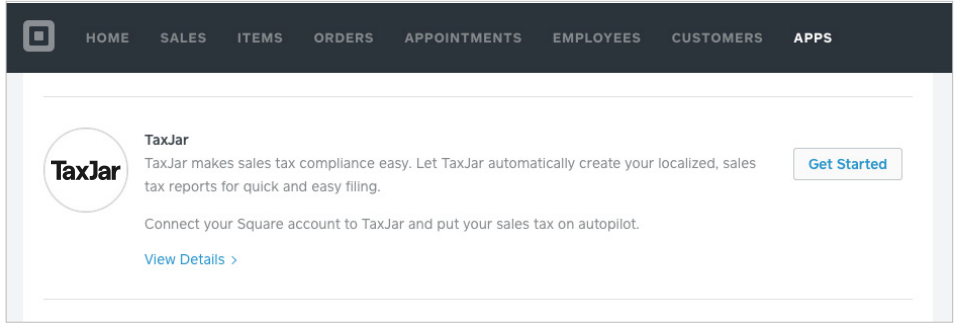 HOME SALES ITEMS ORDERS APPOINTMENTS EMPLOYEES CUSTOMERS APPS
TaxJar
TaxJar
TaxJar makes sales tax compliance easy. Let TaxJar automatically create your localized, sales
tax reports for quick and easy filing.
Get Started
Connect your Square account to TaxJar and put your sales tax on autopilot.
View Details >